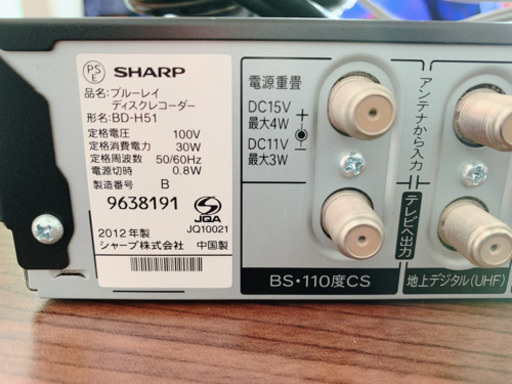 PS
E
SHARP
品名:ブルーレイ
ディスクレコーダー
形名:BD-H51
定格電圧 100V
定格消費電力 30W
定格周波数 50/60Hz
電源切時 0.8W
製造番号 B
9638191
JQA
JQ10021
2012年製
シャープ株式会社 中国製
電源重畳
DC15V
最大4W
DC11V
最大3W
+
−
BS・110度CS
アンテナから入力
テレビへ出力
地上デジタル(UHF)